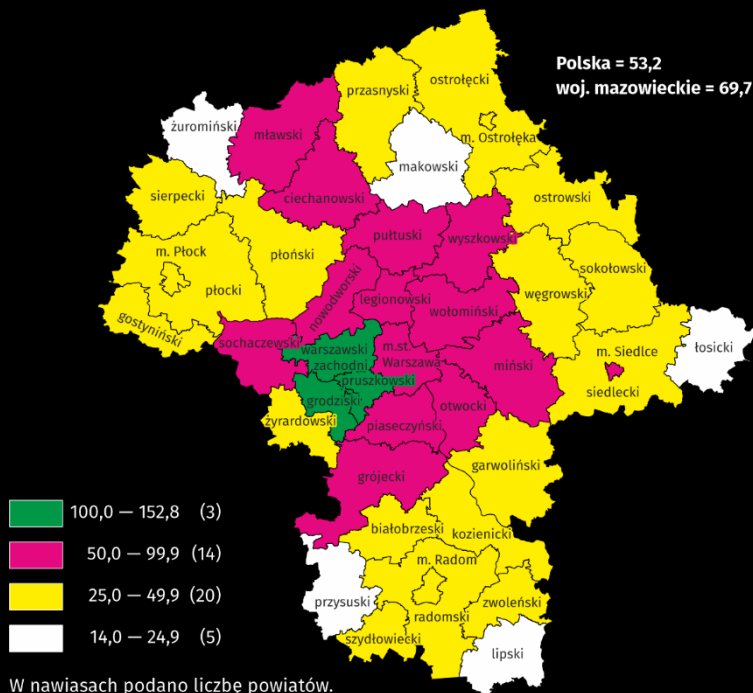 Polska = 53,2
woj. mazowieckie = 69,7
ostrołęcki
przasnyski
żuromiński
mławski
m. Ostrołęka
makowski
sierpecki
ciechanowski
ostrowski
pułtuski
wyszkowski
m. Płock
płoński
sokołowski
płocki
nowodworski
legionowski
wołomiński
węgrowski
gostyniński
sochaczewski
warszawski
zachodni
m.st.
Warszawa
łosicki
m. Siedlce
miński
pruszkowski
siedlecki
grodziski
otwocki
żyrardowski
piaseczyński
garwoliński
grójecki
100,0 — 152,8 (3)
białobrzeski
kozienicki
50,0 — 99,9 (14)
m. Radom
25,0 — 49,9 (20)
przysuski
zwoleński
radomski
14,0 — 24,9 (5)
szydłowiecki
lipski
W nawiasach podano liczbę powiatów.